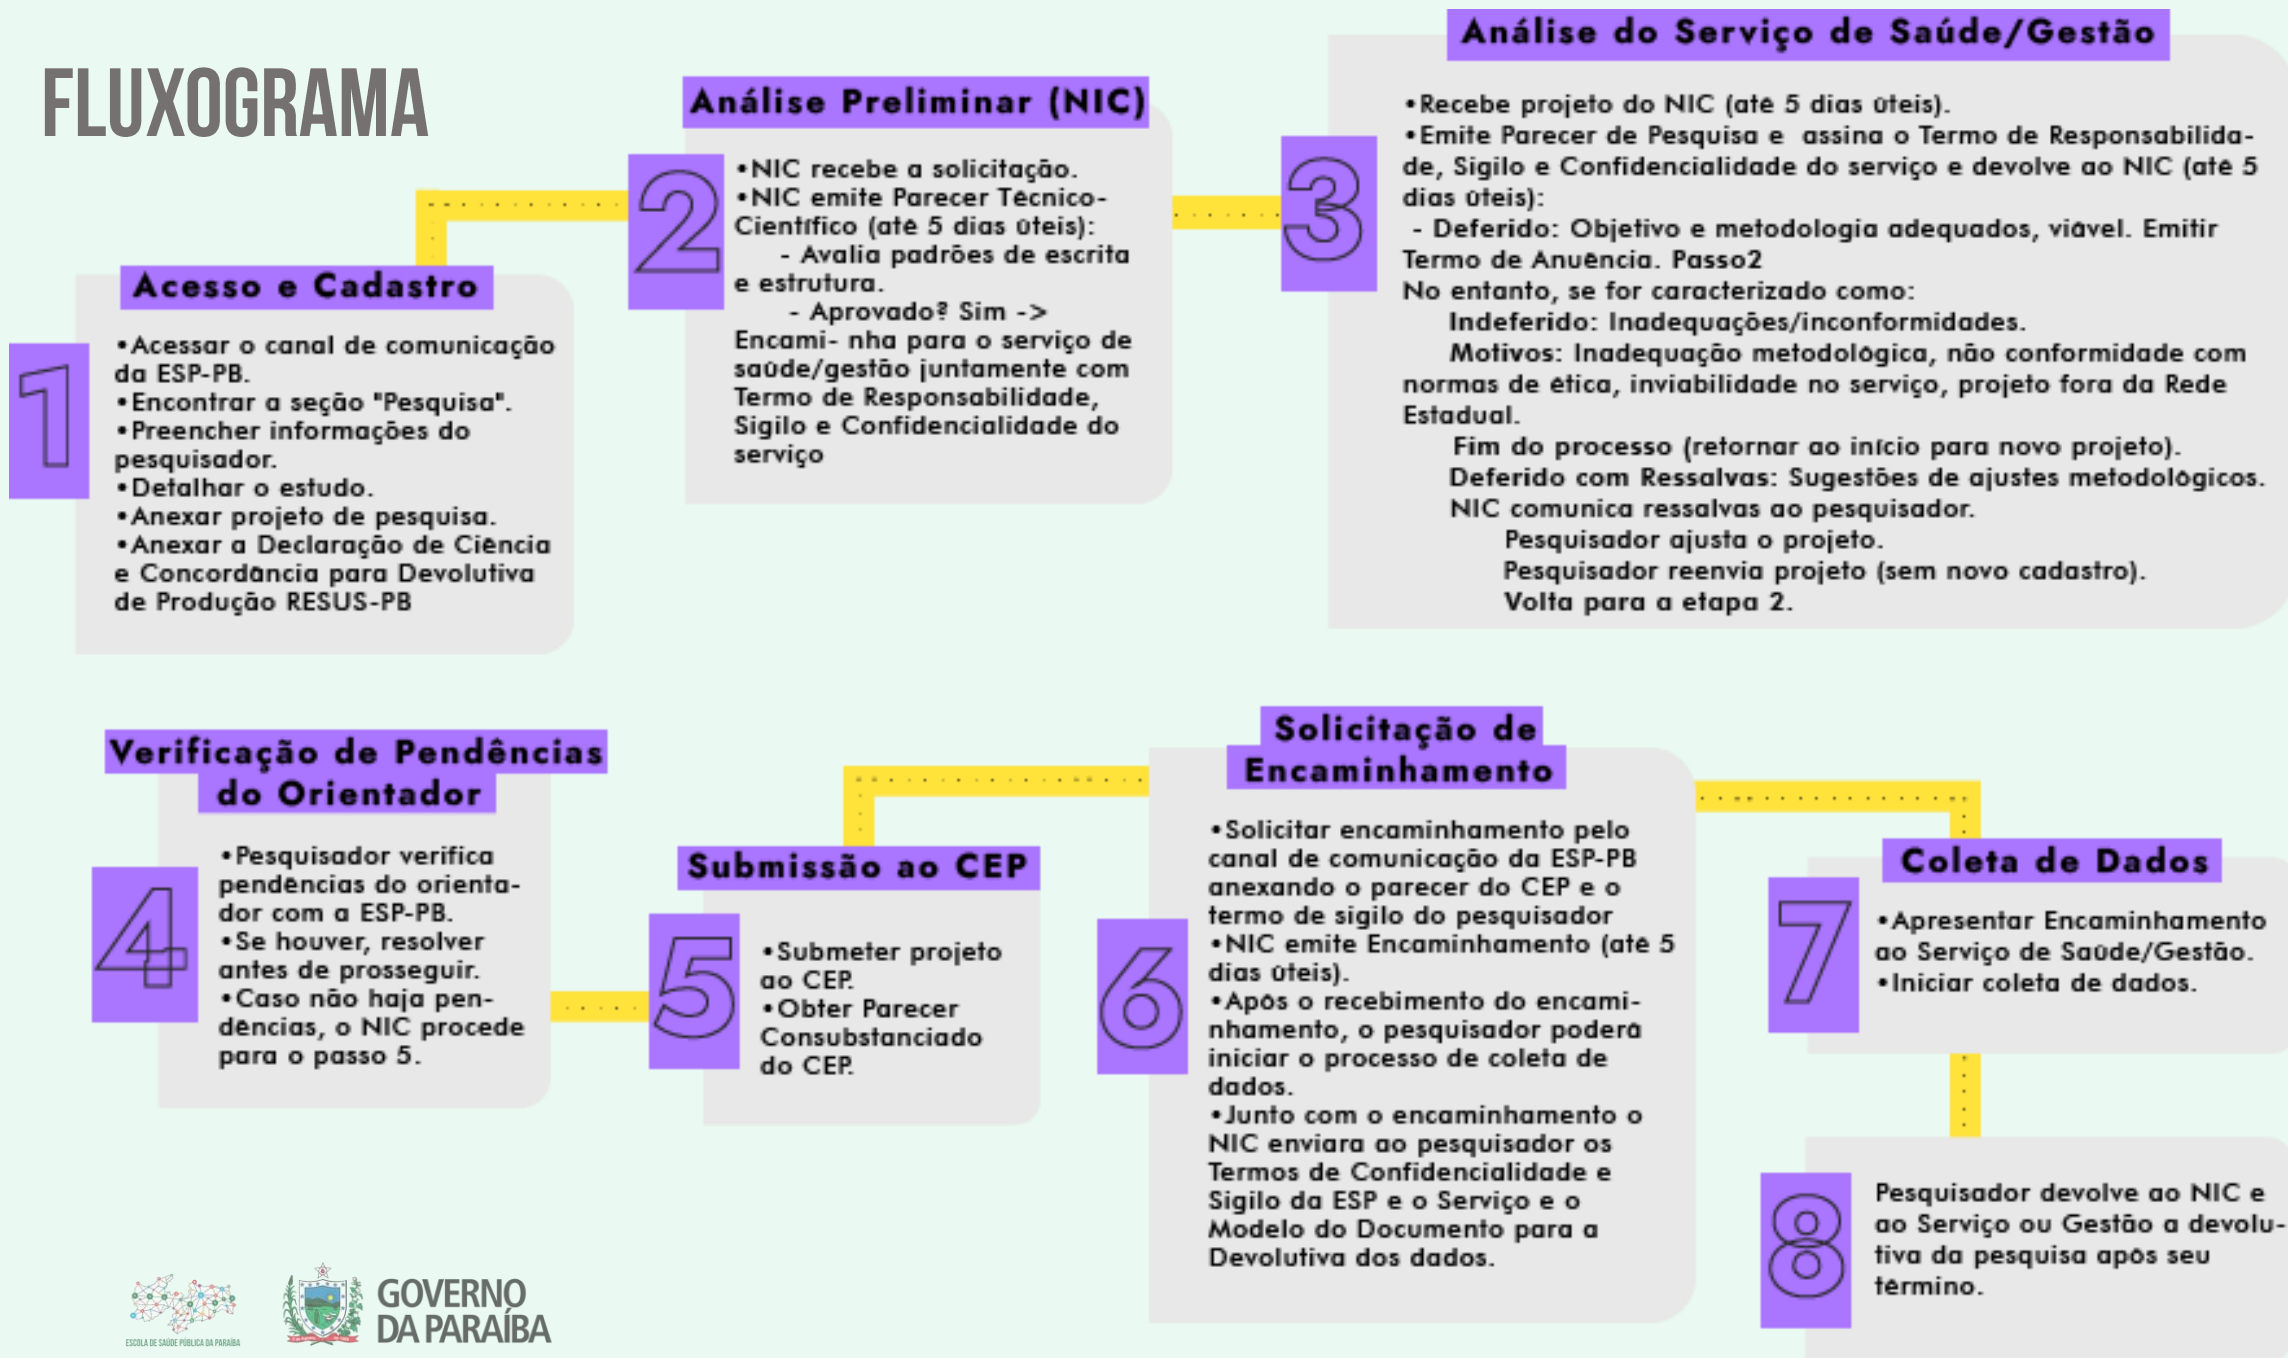 FLUXOGRAMA
1
Acesso e Cadastro
•Acessar o canal de comunicação
da ESP-PB.
•Encontrar a seção "Pesquisa".
•Preencher informações do
pesquisador.
•Detalhar o estudo.
•Anexar projeto de pesquisa.
•Anexar a Declaração de Ciência
e Concordância para Devolutiva
de Produção RESUS-PB
2
Análise Preliminar (NIC)
•NIC recebe a solicitação.
•NIC emite Parecer Técnico-
Científico (até 5 dias úteis):
- Avalia padrões de escrita
e estrutura.
- Aprovado? Sim ->
Encami- nha para o serviço de
saúde/gestão juntamente com
Termo de Responsabilidade,
Sigilo e Confidencialidade do
serviço
3
Análise do Serviço de Saúde/Gestão
•Recebe projeto do NIC (até 5 dias úteis).
•Emite Parecer de Pesquisa e  assina o Termo de Responsabilida-
de, Sigilo e Confidencialidade do serviço e devolve ao NIC (até 5
dias úteis):
- Deferido: Objetivo e metodologia adequados, viável. Emitir
Termo de Anuência. Passo2
No entanto, se for caracterizado como:
Indeferido: Inadequações/inconformidades.
Motivos: Inadequação metodológica, não conformidade com
normas de ética, inviabilidade no serviço, projeto fora da Rede
Estadual.
Fim do processo (retornar ao início para novo projeto).
Deferido com Ressalvas: Sugestões de ajustes metodológicos.
NIC comunica ressalvas ao pesquisador.
Pesquisador ajusta o projeto.
Pesquisador reenvia projeto (sem novo cadastro).
Volta para a etapa 2.
4
Verificação de Pendências
do Orientador
•Pesquisador verifica
pendências do orienta-
dor com a ESP-PB.
•Se houver, resolver
antes de prosseguir.
•Caso não haja pen-
dências, o NIC procede
para o passo 5.
5
Submissão ao CEP
•Submeter projeto
ao CEP.
•Obter Parecer
Consubstanciado
do CEP.
6
Solicitação de
Encaminhamento
•Solicitar encaminhamento pelo
canal de comunicação da ESP-PB
anexando o parecer do CEP e o
termo de sigilo do pesquisador
•NIC emite Encaminhamento (até 5
dias úteis).
•Após o recebimento do encami-
nhamento, o pesquisador poderá
iniciar o processo de coleta de
dados.
•Junto com o encaminhamento o
NIC enviara ao pesquisador os
Termos de Confidencialidade e
Sigilo da ESP e o Serviço e o
Modelo do Documento para a
Devolutiva dos dados.
7
Coleta de Dados
•Apresentar Encaminhamento
ao Serviço de Saúde/Gestão.
•Iniciar coleta de dados.
8
Pesquisador devolve ao NIC e
ao Serviço ou Gestão a devolu-
tiva da pesquisa após seu
término.
ESCOLA DE SAÚDE PÚBLICA DA PARAÍBA
GOVERNO
DA PARAÍBA